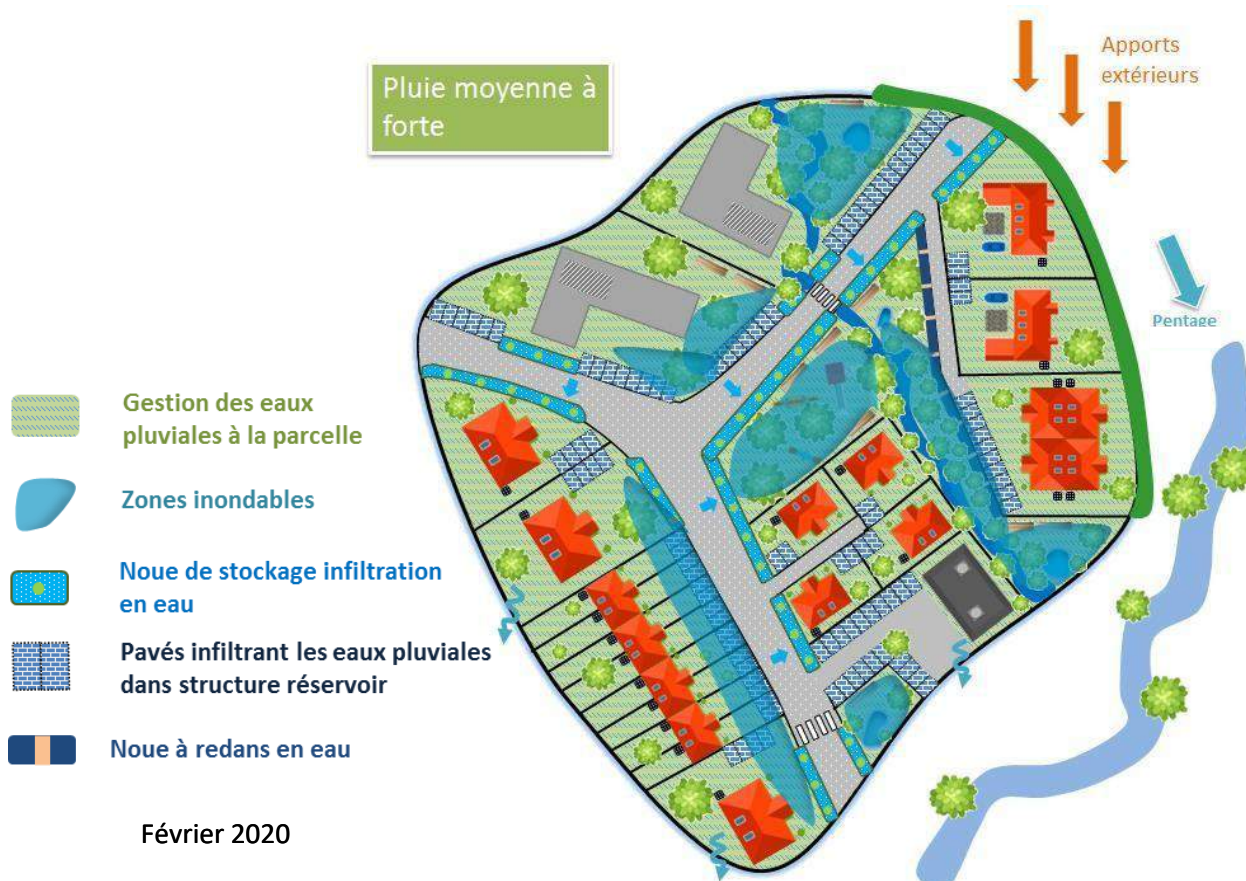 Pluie moyenne à
forte
Apports
extérieurs
Pentage
Gestion des eaux
pluviales à la parcelle
Zones inondables
Noue de stockage infiltration
en eau
Pavés infiltrant les eaux pluviales
dans structure réservoir
Noue à redans en eau
Février 2020